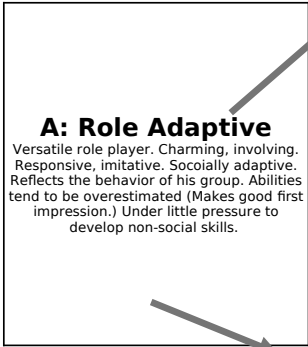 A: Role Adaptive
Versatile role player. Charming, involving.
Responsive, imitative. Socoially adaptive.
Reflects the behavior of his group. Abilities
tend to be overestimated (Makes good first
impression.) Under little pressure to
develop non-social skills.